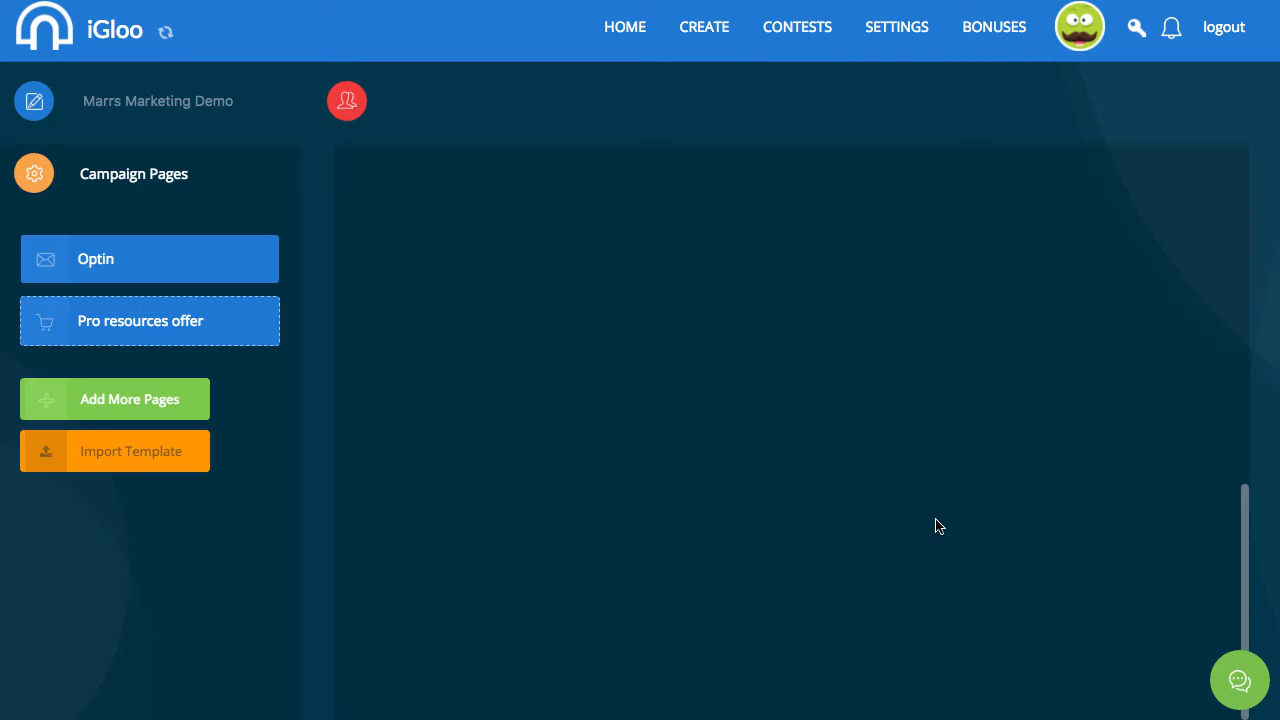 iGloo
HOME CREATE CONTESTS SETTINGS BONUSES logout
Marrs Marketing Demo
Campaign Pages
Optin
Pro resources offer
Add More Pages
Import Template